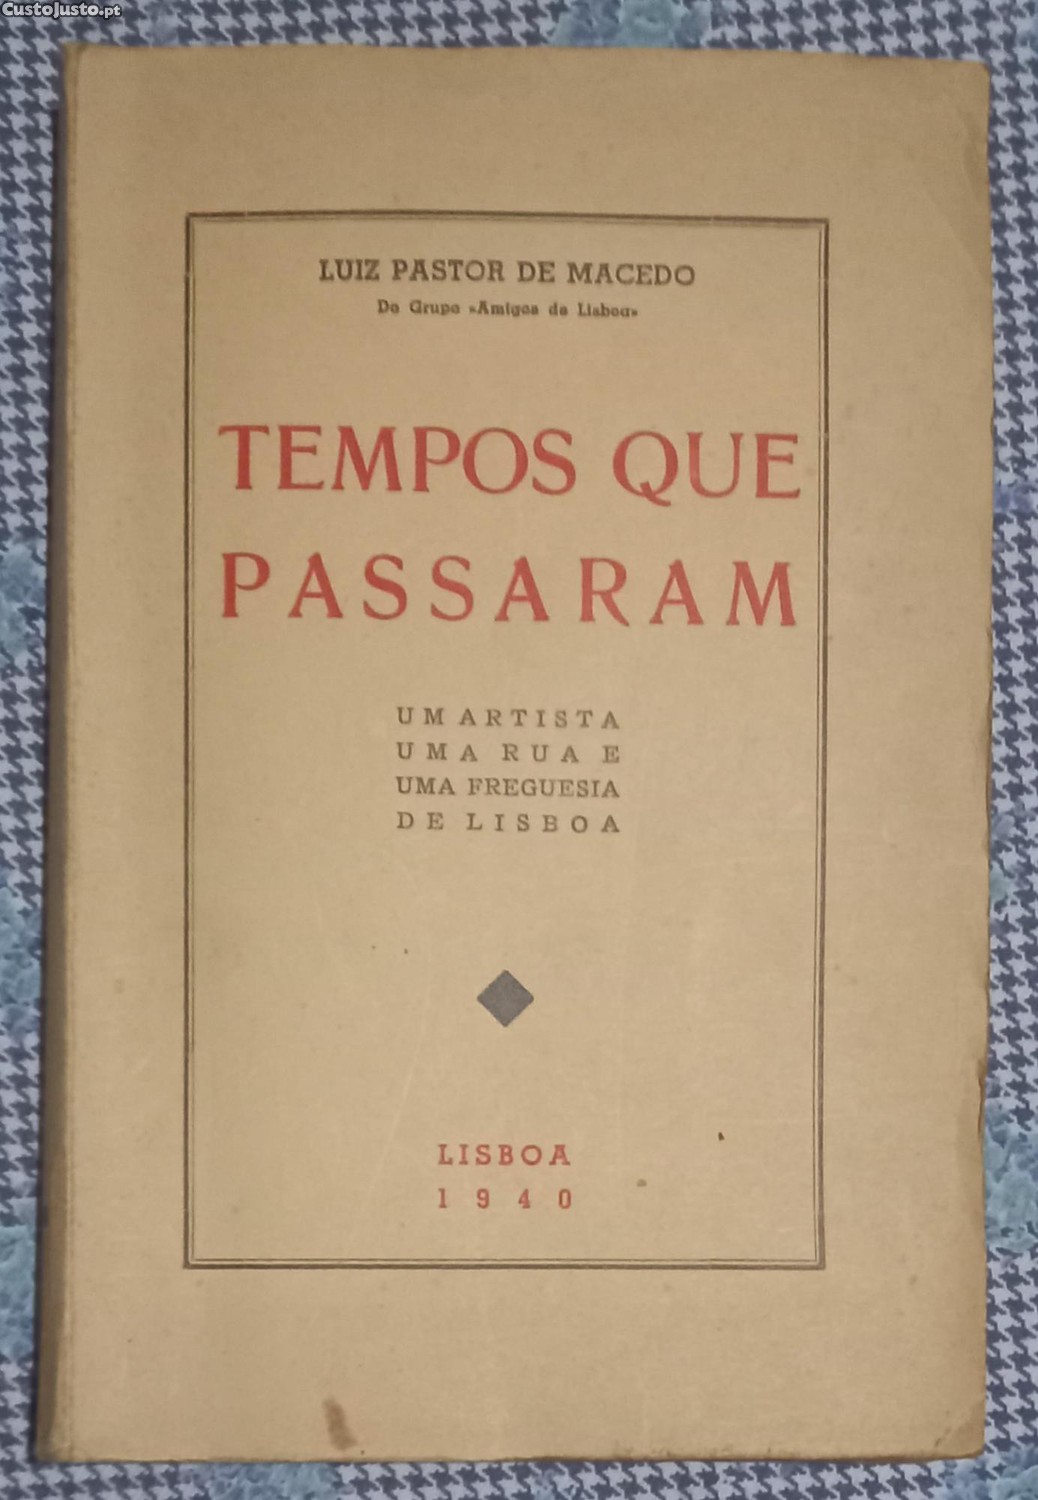 CustoJusto.pt
LUIZ PASTOR DE MACEDO
Do Grupo «Amigos de Lisboa»
TEMPOS QUE
PASSARAM
UM ARTISTA
UMA RUA E
UMA FREGUESIA
DE LISBOA
LISBOA
1940